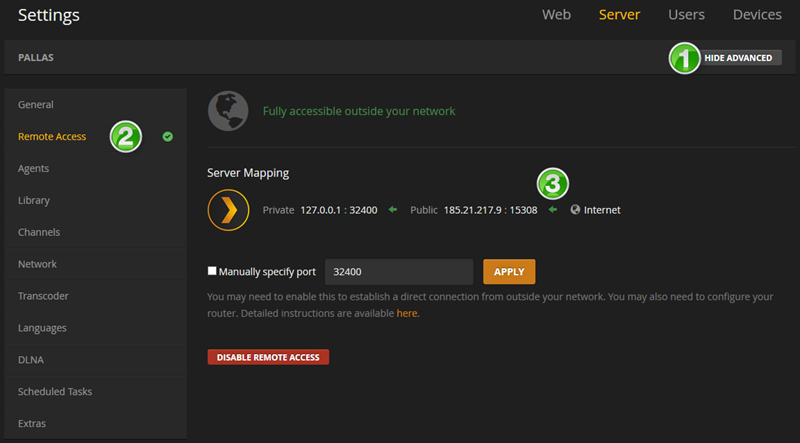 Settings
Web Server Users Devices
PALLAS
1 HIDE ADVANCED
General
Remote Access 2
Agents
Library
Channels
Network
Transcoder
Languages
DLNA
Scheduled Tasks
Extras
Fully accessible outside your network
Server Mapping
3
Private 127.0.0.1 : 32400 Public 185.21.217.9 : 15308 Internet
Manually specify port 32400 APPLY
You may need to enable this to establish a direct connection from outside your network. You may also need to configure your
router. Detailed instructions are available here.
DISABLE REMOTE ACCESS